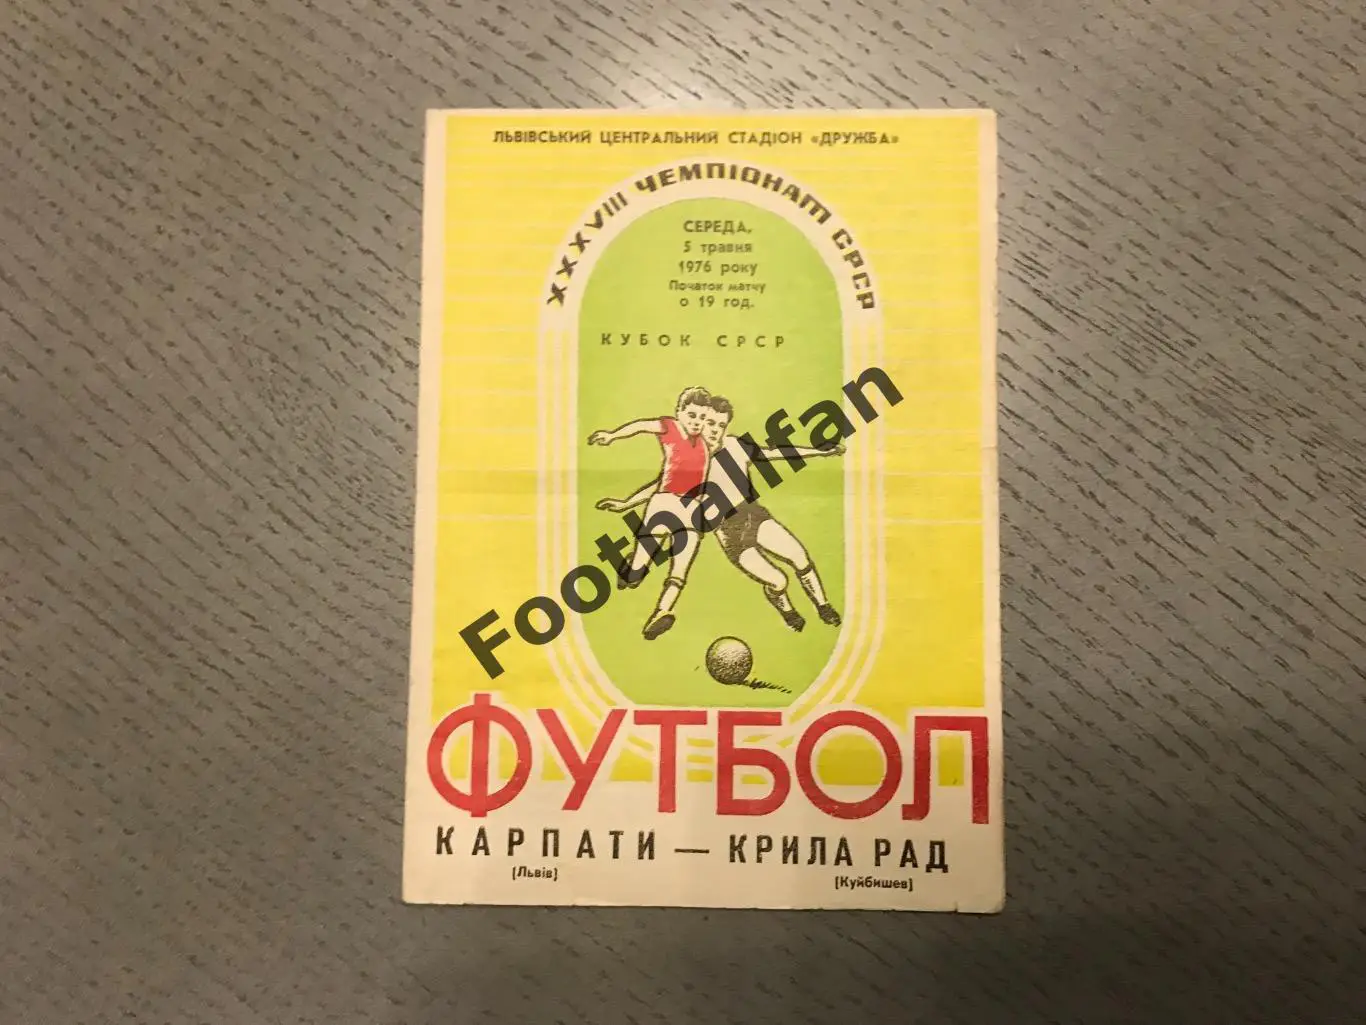 ЛЬВІВСЬКИЙ ЦЕНТРАЛЬНИЙ СТАДІОН «ДРУЖБА»
XXXVIII ЧЕМПІОНАТ СРСР
СЕРЕДА,
5 травня
1976 року
Початок матчу
о 19 год.
КУБОК СРСР
Footballfan
ФУТБОЛ
КАРПАТИ — КРИЛА РАД
(Львів) (Куйбишев)